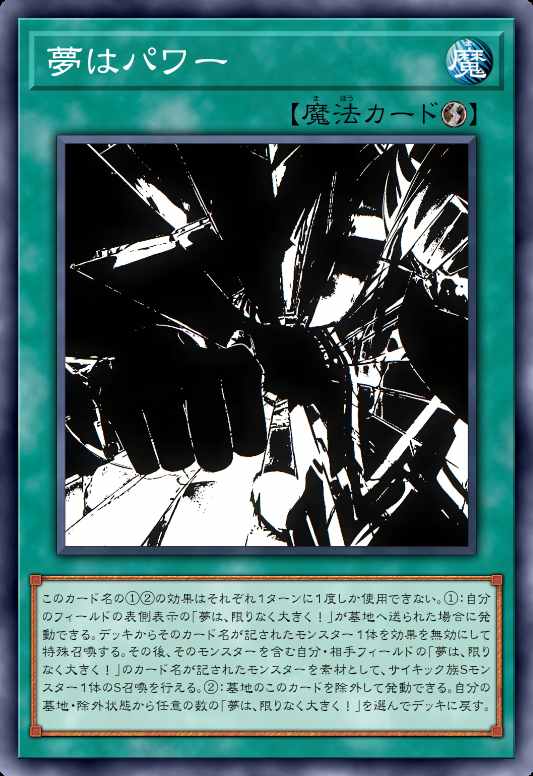 夢はパワー
魔
【魔法カード】
このカード名の①②の効果はそれぞれ1ターンに1度しか使用できない。①:自分
のフィールドの表側表示の「夢は、限りなく大きく!」が墓地へ送られた場合に発
動できる。デッキからそのカード名が記されたモンスター1体を効果を無効にして
特殊召喚する。その後、そのモンスターを含む自分・相手フィールドの「夢は、限り
なく大きく!」のカード名が記されたモンスターを素材として、サイキック族Sモン
スター1体のS召喚を行える。②:墓地のこのカードを除外して発動できる。自分の
墓地・除外状態から任意の数の「夢は、限りなく大きく!」を選んでデッキに戻す。